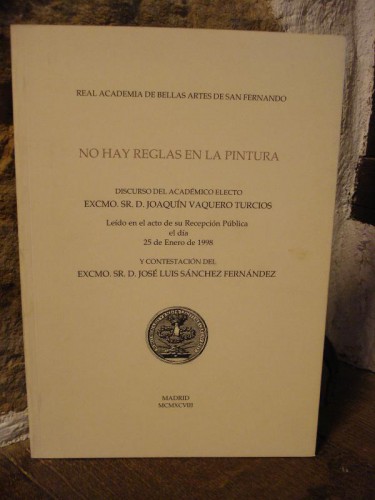 REAL ACADEMIA DE BELLAS ARTES DE SAN FERNANDO
NO HAY REGLAS EN LA PINTURA
DISCURSO DEL ACADÉMICO ELECTO
EXCMO. SR. D. JOAQUÍN VAQUERO TURCIOS
Leído en el acto de su Recepción Pública
el día
25 de Enero de 1998
Y CONTESTACIÓN DEL
EXCMO. SR. D. JOSÉ LUIS SÁNCHEZ FERNÁNDEZ
MADRID
MCMXCVIII